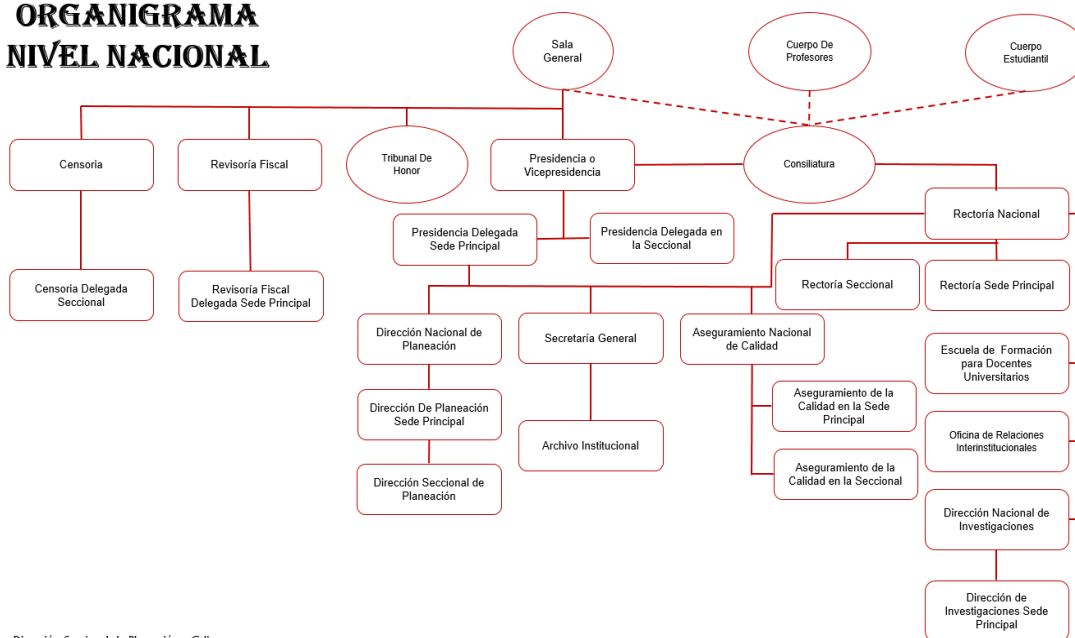 ORGANIGRAMA
NIVEL NACIONAL
Sala
General
Cuerpo De
Profesores
Cuerpo
Estudiantil
Censoria
Revisoría Fiscal
Tribunal De
Honor
Presidencia o
Vicepresidencia
Consiliatura
Rectoría Nacional
Presidencia Delegada
Sede Principal
Presidencia Delegada en
la Seccional
Censoria Delegada
Seccional
Revisoría Fiscal
Delegada Sede Principal
Rectoría Seccional
Rectoría Sede Principal
Dirección Nacional de
Planeación
Secretaría General
Aseguramiento Nacional
de Calidad
Escuela de Formación
para Docentes
Universitarios
Dirección De Planeación
Sede Principal
Aseguramiento de la
Calidad en la Sede
Principal
Archivo Institucional
Oficina de Relaciones
Interinstitucionales
Dirección Seccional de
Planeación
Aseguramiento de la
Calidad en la Seccional
Dirección Nacional de
Investigaciones
Dirección de
Investigaciones Sede
Principal